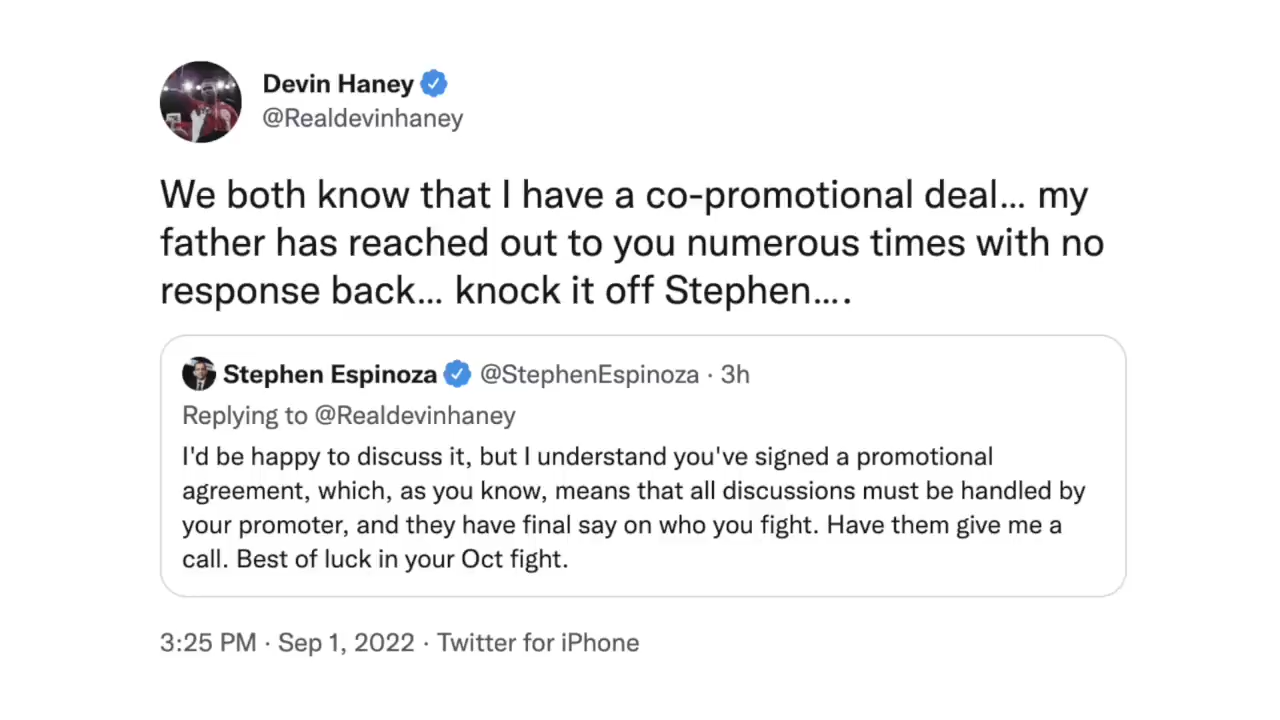 Devin Haney
@Realdevinhaney
We both know that I have a co-promotional deal... my
father has reached out to you numerous times with no
response back... knock it off Stephen....
Stephen Espinoza @StephenEspinoza · 3h
Replying to @Realdevinhaney
I'd be happy to discuss it, but I understand you've signed a promotional
agreement, which, as you know, means that all discussions must be handled by
your promoter, and they have final say on who you fight. Have them give me a
call. Best of luck in your Oct fight.
3:25 PM · Sep 1, 2022 · Twitter for iPhone